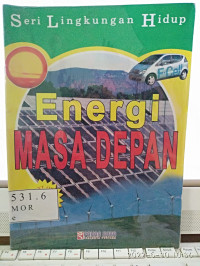 Seri Lingkungan Hidup
Energi
MASA DEPAN
531.6
MOR
e